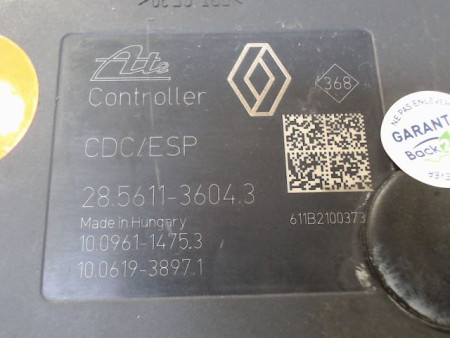 Ate
368
Controller
CDC/ESP
28.5611-3604.3
Made in Hungary
611B2100373
10.0961-1475.3
10.0619-3897.1
NE PAS ENLEVER
GARANT
Back2